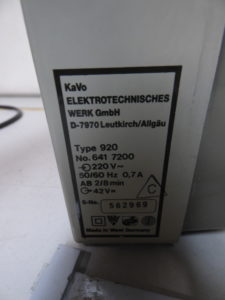 KaVo
ELEKTROTECHNISCHES
WERK GmbH
D-7970 Leutkirch/Allgäu
Type 920
No. 641 7200
220 V~
50/60 Hz 0,7 A
AB 2/8 min
42V=
C
S-No. 562969
Made in West Germany